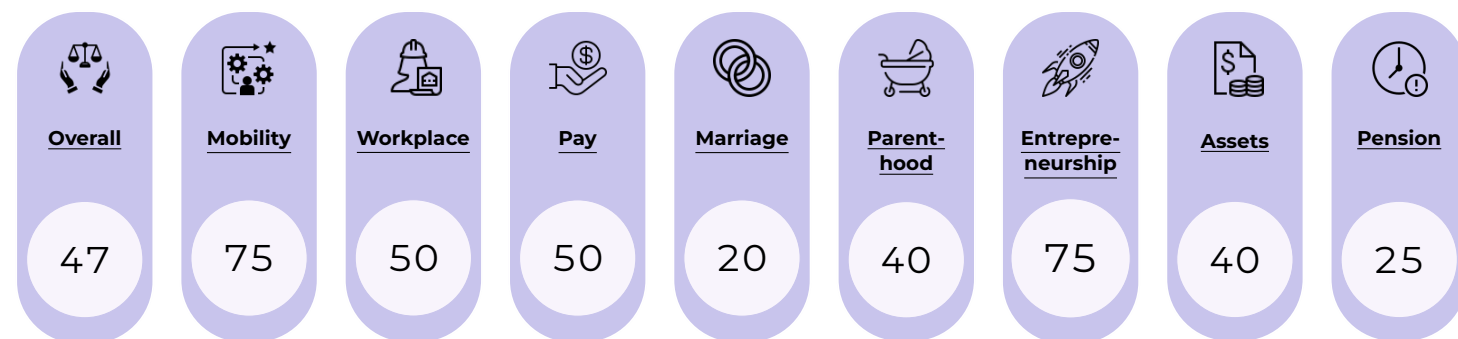 Overall
Mobility
Workplace
Pay
Marriage
Parent-
hood
Entrepre-
neurship
Assets
Pension
47
75
50
50
20
40
75
40
25